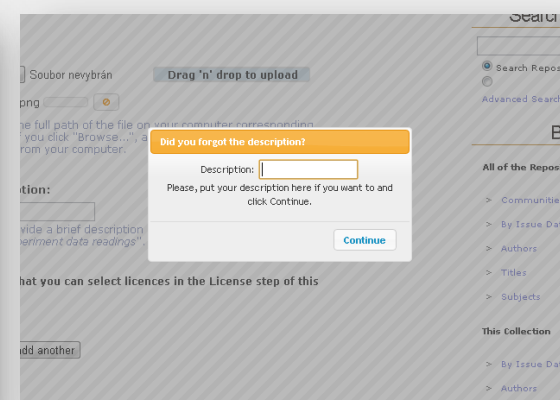 Search
Soubor nevybrán
Drag 'n' drop to upload
Search Repos
png
Advanced Search
he full path of the file on your computer corresponding
you click "Browse...", a
rom your computer.
Did you forgot the description?
Description:
Please, put your description here if you want to and
click Continue.
Continue
B
All of the Repos
tion:
Communitie
By Issue Da
vide a brief description
periment data readings",
Authors
Titles
hat you can select licences in the License step of this
Subjects
This Collection
add another
By Issue Da
Authors